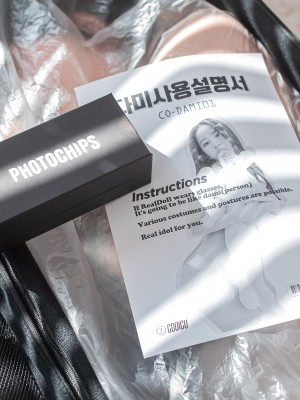 다미사용설명서
CO-DAMI01
PHOTOCHIPS
Instructions
If RealDoll wears glasses,
It's going to be like dami(person)
Various costumes and postures are possible.
Real idol for you.
CODICU